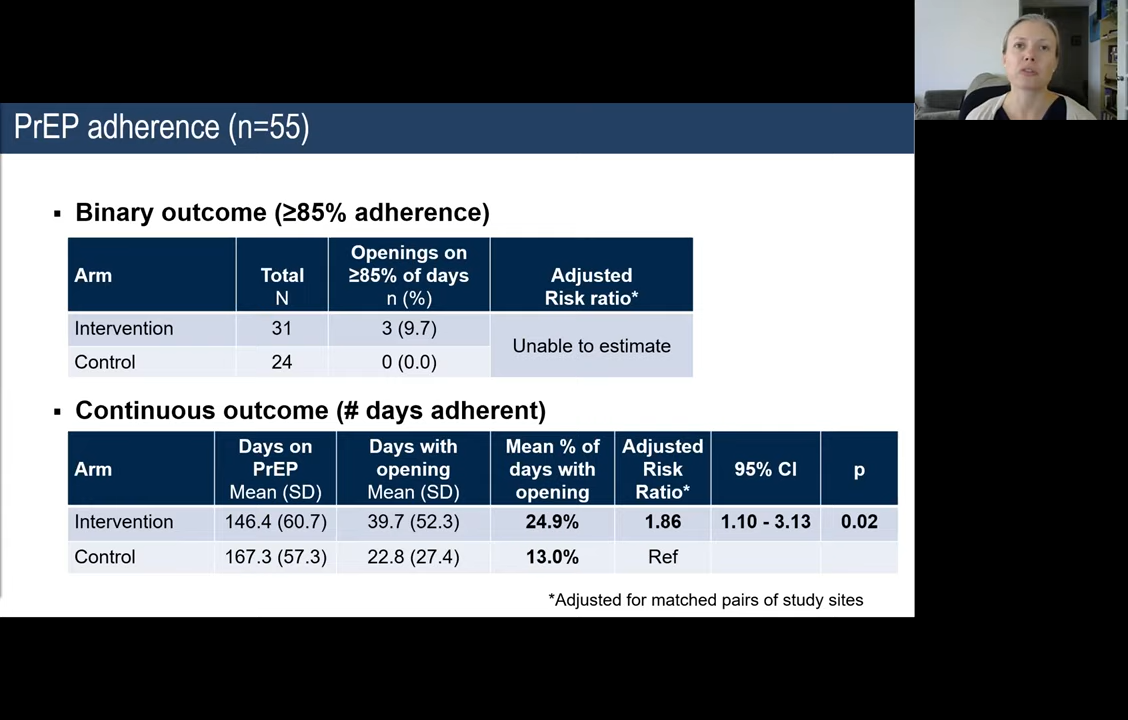 PrEP adherence (n=55)
▪ Binary outcome (≥85% adherence)
Arm
Total
N
Openings on
≥85% of days
n (%)
Adjusted
Risk ratio*
Intervention 31 3 (9.7)
Unable to estimate
Control 24 0 (0.0)
▪ Continuous outcome (# days adherent)
Arm
Days on
PrEP
Mean (SD)
Days with
opening
Mean (SD)
Mean % of
days with
opening
Adjusted
Risk
Ratio*
95% CI
p
Intervention 146.4 (60.7) 39.7 (52.3) 24.9% 1.86 1.10 - 3.13 0.02
Control 167.3 (57.3) 22.8 (27.4) 13.0% Ref
*Adjusted for matched pairs of study sites